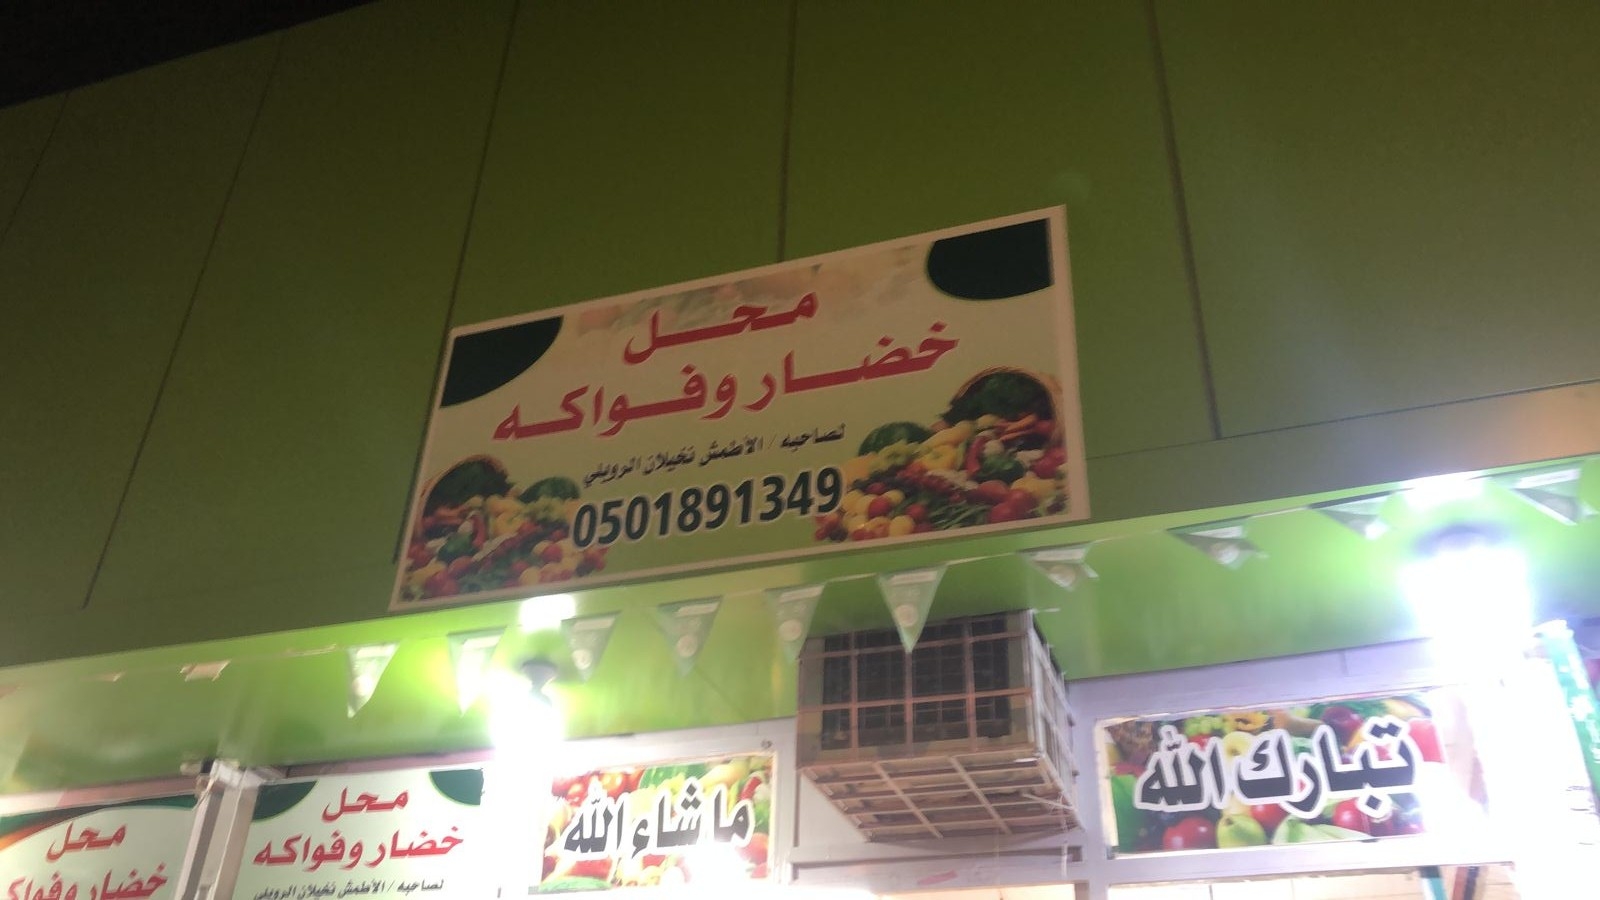 محل
خضار وفواكه
لصاحبه / الأطمش نخيلان الرويلي
0501891349
تبارك الله
ما شاء الله
محل
خضار وفواكه
لصاحبه / الأطمش نخيلان الرويلي
محل
خضار وفواكه